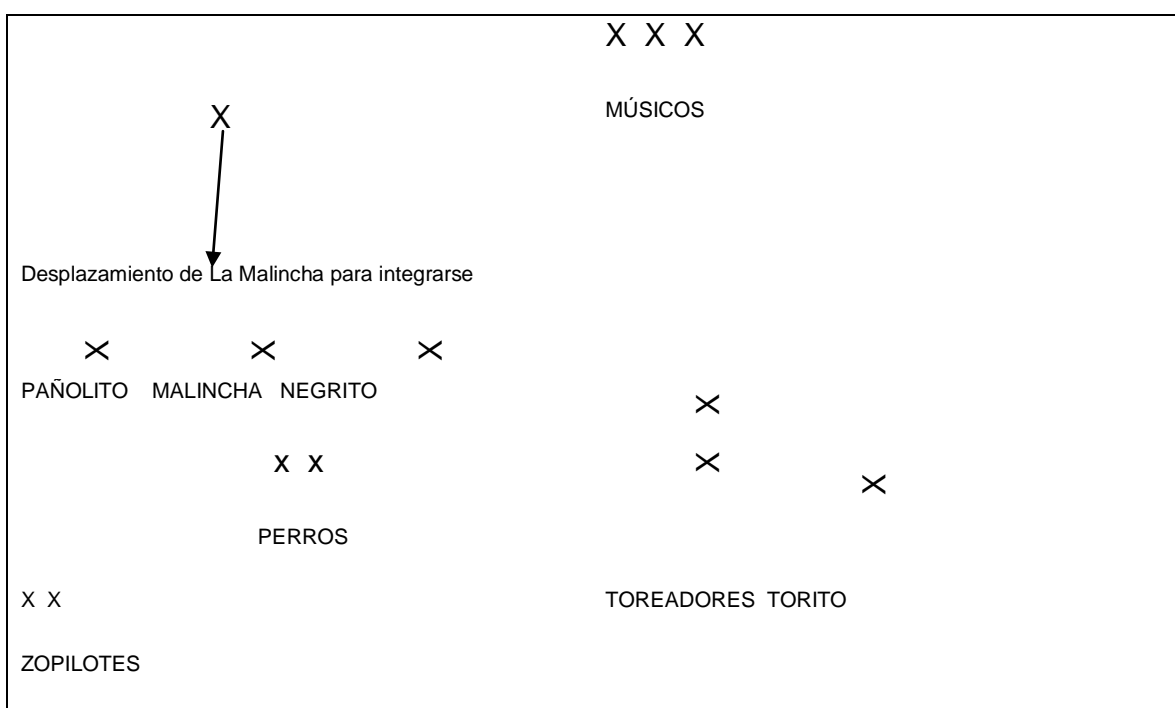 X X X
X
MÚSICOS
Desplazamiento de La Malincha para integrarse
X X X
PAÑOLITO MALINCHA NEGRITO
X
x x
X
X
PERROS
X X
TOREADORES TORITO
ZOPILOTES